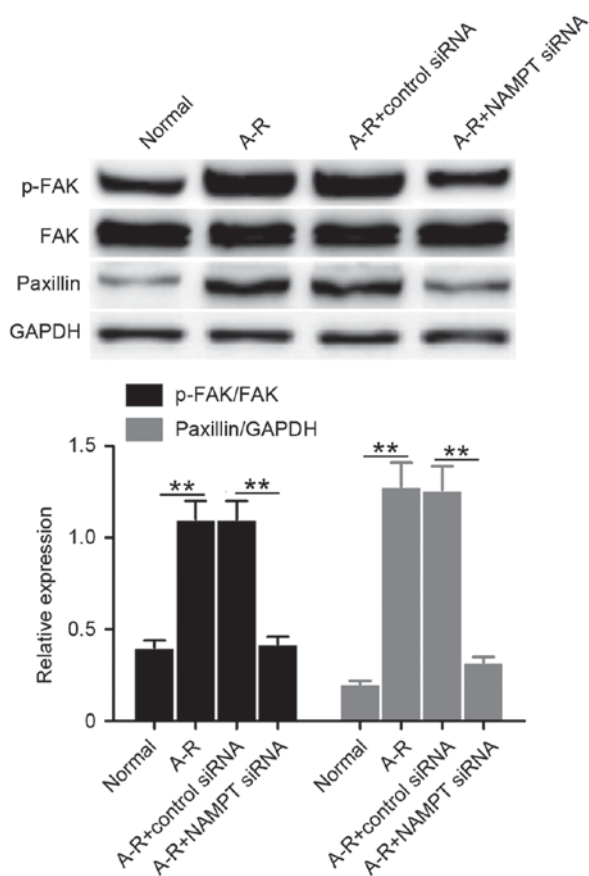 Normal
A-R
A-R+control siRNA
A-R+NAMPT siRNA
p-FAK
FAK
Paxillin
GAPDH
p-FAK/FAK
Paxillin/GAPDH
Relative expression
1.5
1.0
0.5
0
**
**
**
**
Normal
A-R
A-R+control siRNA
A-R+NAMPT siRNA
Normal
A-R
A-R+control siRNA
A-R+NAMPT siRNA